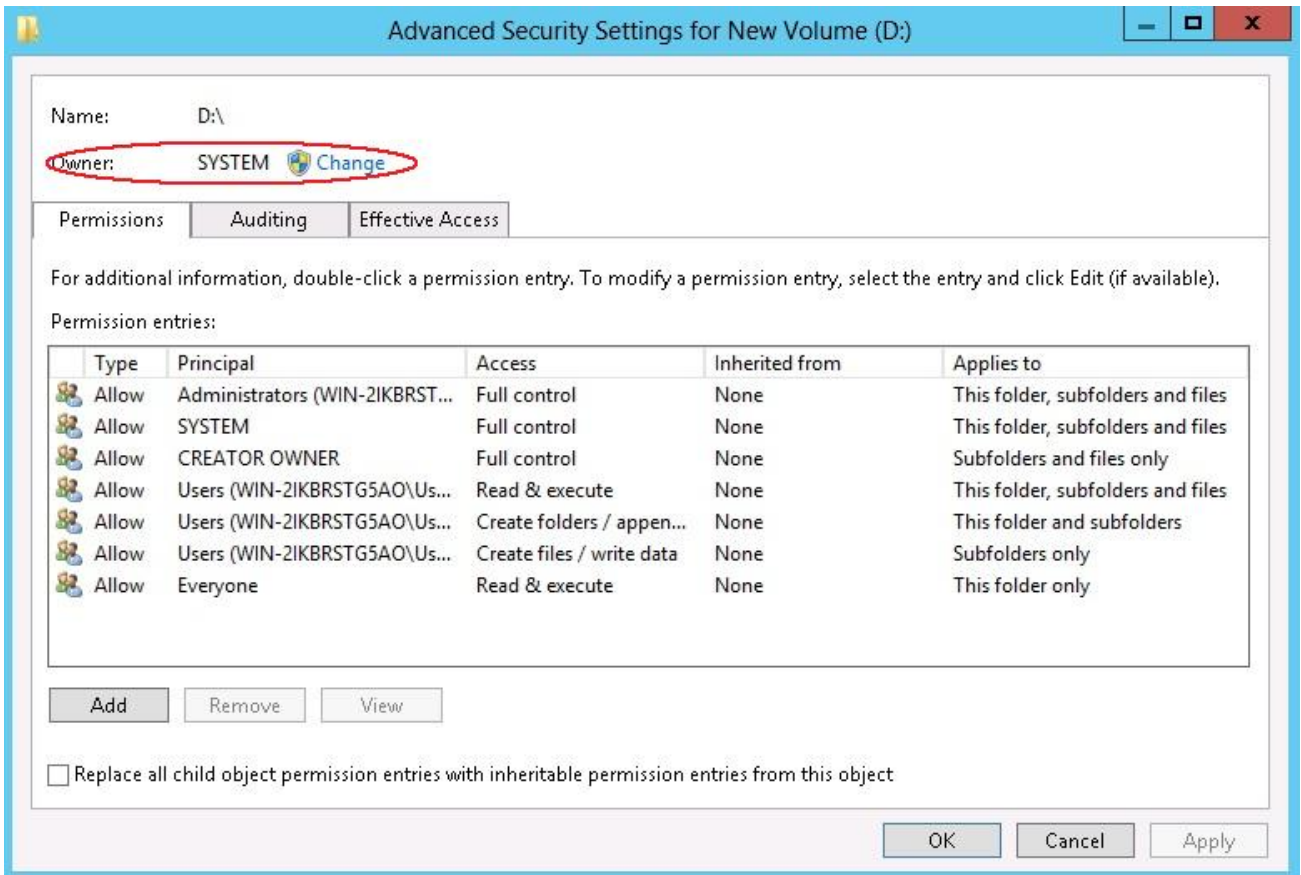 Advanced Security Settings for New Volume (D:)
Name: D:\
Owner: SYSTEM Change
Permissions Auditing Effective Access
For additional information, double-click a permission entry. To modify a permission entry, select the entry and click Edit (if available).
Permission entries:
Type Principal Access Inherited from Applies to
Allow Administrators (WIN-2IKBRST... Full control None This folder, subfolders and files
Allow SYSTEM Full control None This folder, subfolders and files
Allow CREATOR OWNER Full control None Subfolders and files only
Allow Users (WIN-2IKBRSTG5AO\Us... Read & execute None This folder, subfolders and files
Allow Users (WIN-2IKBRSTG5AO\Us... Create folders / appen... None This folder and subfolders
Allow Users (WIN-2IKBRSTG5AO\Us... Create files / write data None Subfolders only
Allow Everyone Read & execute None This folder only
Add Remove View
Replace all child object permission entries with inheritable permission entries from this object
OK Cancel Apply